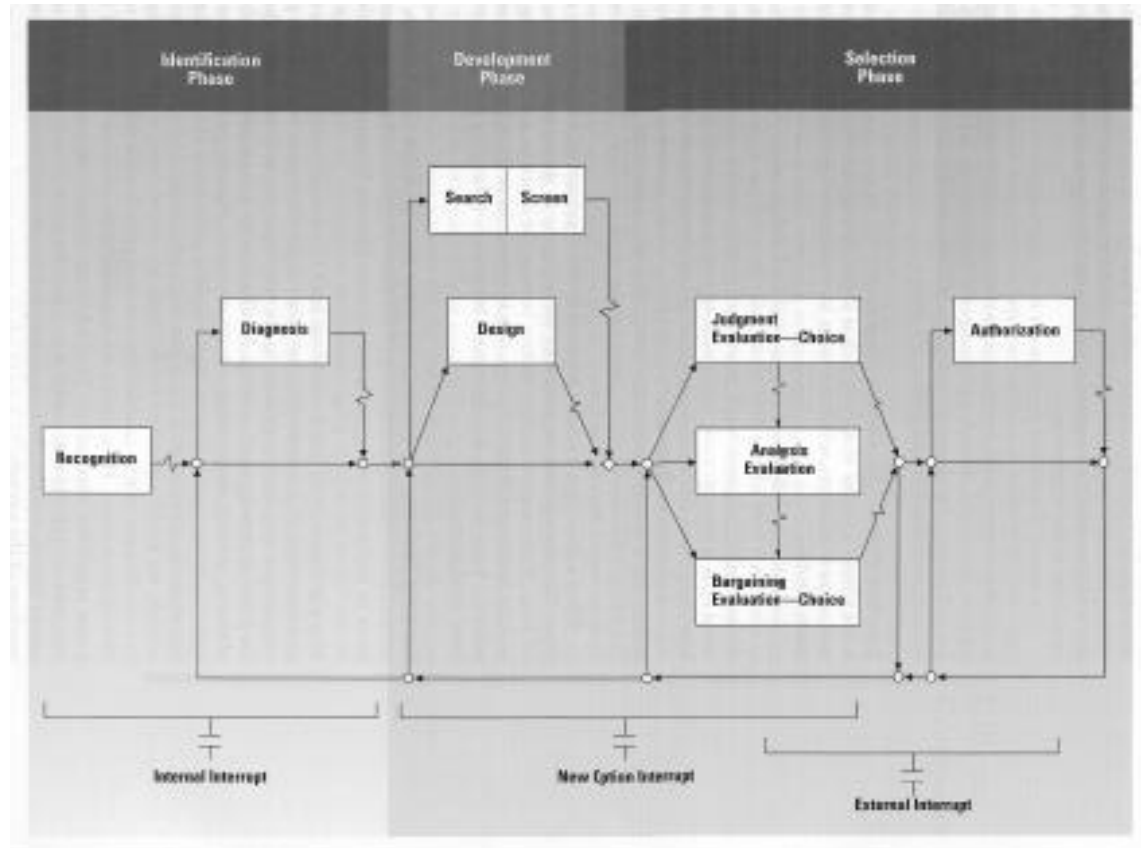 Identification
Phase
Development
Phase
Selection
Phase
Search
Screen
Diagnosis
Design
Judgment
Evaluation—Choice
Authorization
Recognition
Analysis
Evaluation
Bargaining
Evaluation—Choice
Internal Interrupt
New Option Interrupt
External Interrupt